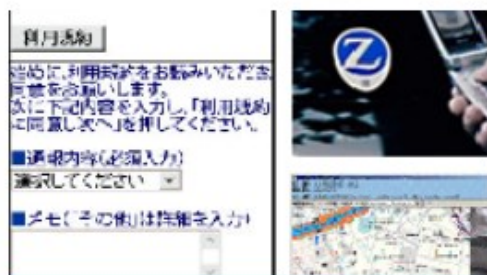 利用規約
始めに、利用規約をお読みいただき
同意をお願いします。
次に下記内容を入力し、「利用規約
に同意し次へ」を押してください。
■通報内容(必須入力)
選択してください
■メモ(「その他」は詳細を入力)
Z